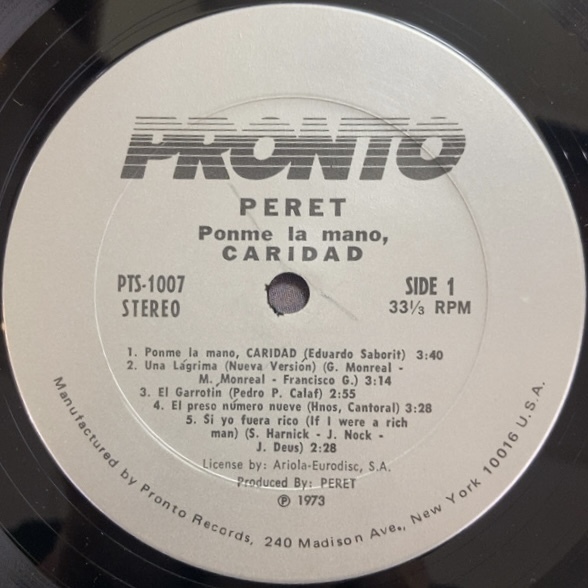 PRONTO
PERET
Ponme la mano,
CARIDAD
PTS-1007
STEREO
SIDE 1
33⅓ RPM
1. Ponme la mano, CARIDAD (Eduardo Saborit) 3:40
2. Una Lágrima (Nueva Versión) (G. Monreal -
M. Monreal - Francisco G.) 3:14
3. El Garrotin (Pedro P. Calaf) 2:55
4. El preso número nueve (Hnos, Cantoral) 3:28
5. Si yo fuera rico (If I were a rich
man) (S. Harnick - J. Nock -
J. Deus) 2:28
License by: Ariola-Eurodisc, S.A.
Produced By: PERET
℗ 1973
Manufactured by Pronto Records, 240 Madison Ave., New York 10016 U.S.A.